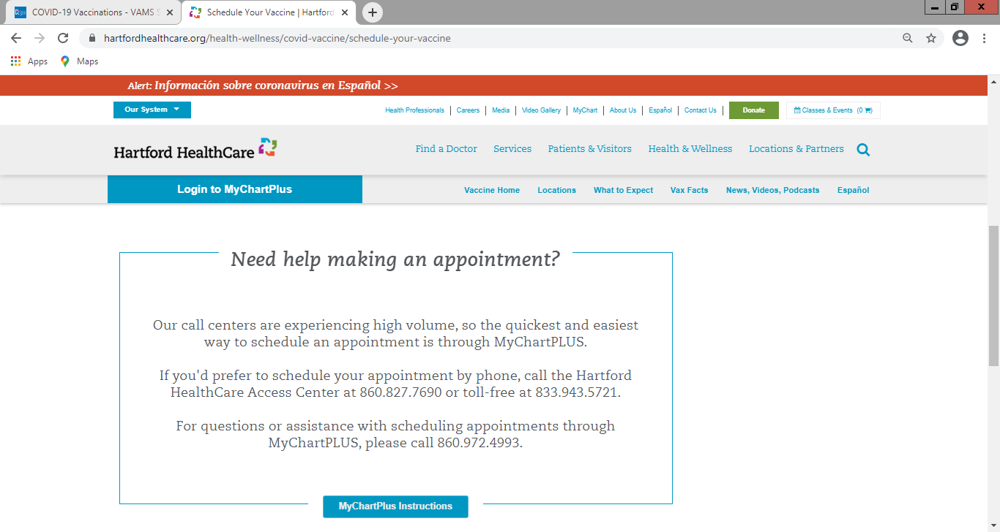 COVID-19 Vaccinations - VAMS S
Schedule Your Vaccine | Hartford
hartfordhealthcare.org/health-wellness/covid-vaccine/schedule-your-vaccine
Apps Maps
Alert: Información sobre coronavirus en Español >>
Our System Health Professionals | Careers | Media | Video Gallery | MyChart | About Us | Español | Contact Us | Donate Classes & Events (0 )
Hartford HealthCare Find a Doctor Services Patients & Visitors Health & Wellness Locations & Partners
Login to MyChartPlus Vaccine Home Locations What to Expect Vax Facts News, Videos, Podcasts Español
Need help making an appointment?
Our call centers are experiencing high volume, so the quickest and easiest
way to schedule an appointment is through MyChartPLUS.
If you'd prefer to schedule your appointment by phone, call the Hartford
HealthCare Access Center at 860.827.7690 or toll-free at 833.943.5721.
For questions or assistance with scheduling appointments through
MyChartPLUS, please call 860.972.4993.
MyChartPlus Instructions